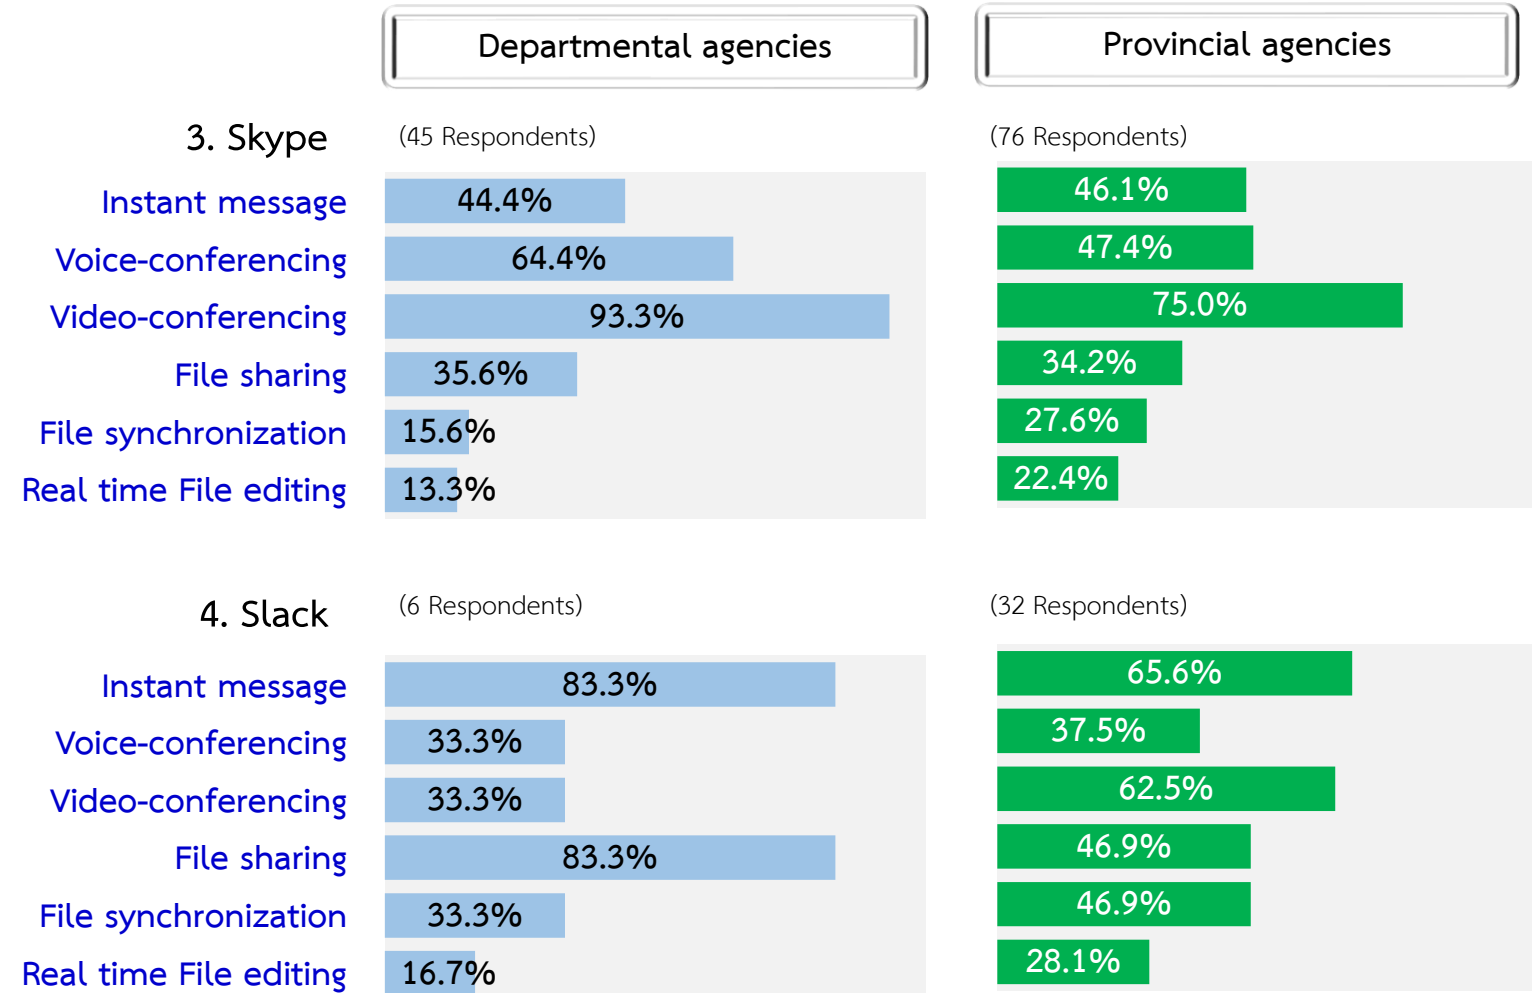 Departmental agencies
Provincial agencies
3. Skype
(45 Respondents)
(76 Respondents)
Instant message
44.4%
46.1%
Voice-conferencing
64.4%
47.4%
Video-conferencing
93.3%
75.0%
File sharing
35.6%
34.2%
File synchronization
15.6%
27.6%
Real time File editing
13.3%
22.4%
4. Slack
(6 Respondents)
(32 Respondents)
Instant message
83.3%
65.6%
Voice-conferencing
33.3%
37.5%
Video-conferencing
33.3%
62.5%
File sharing
83.3%
46.9%
File synchronization
33.3%
46.9%
Real time File editing
16.7%
28.1%